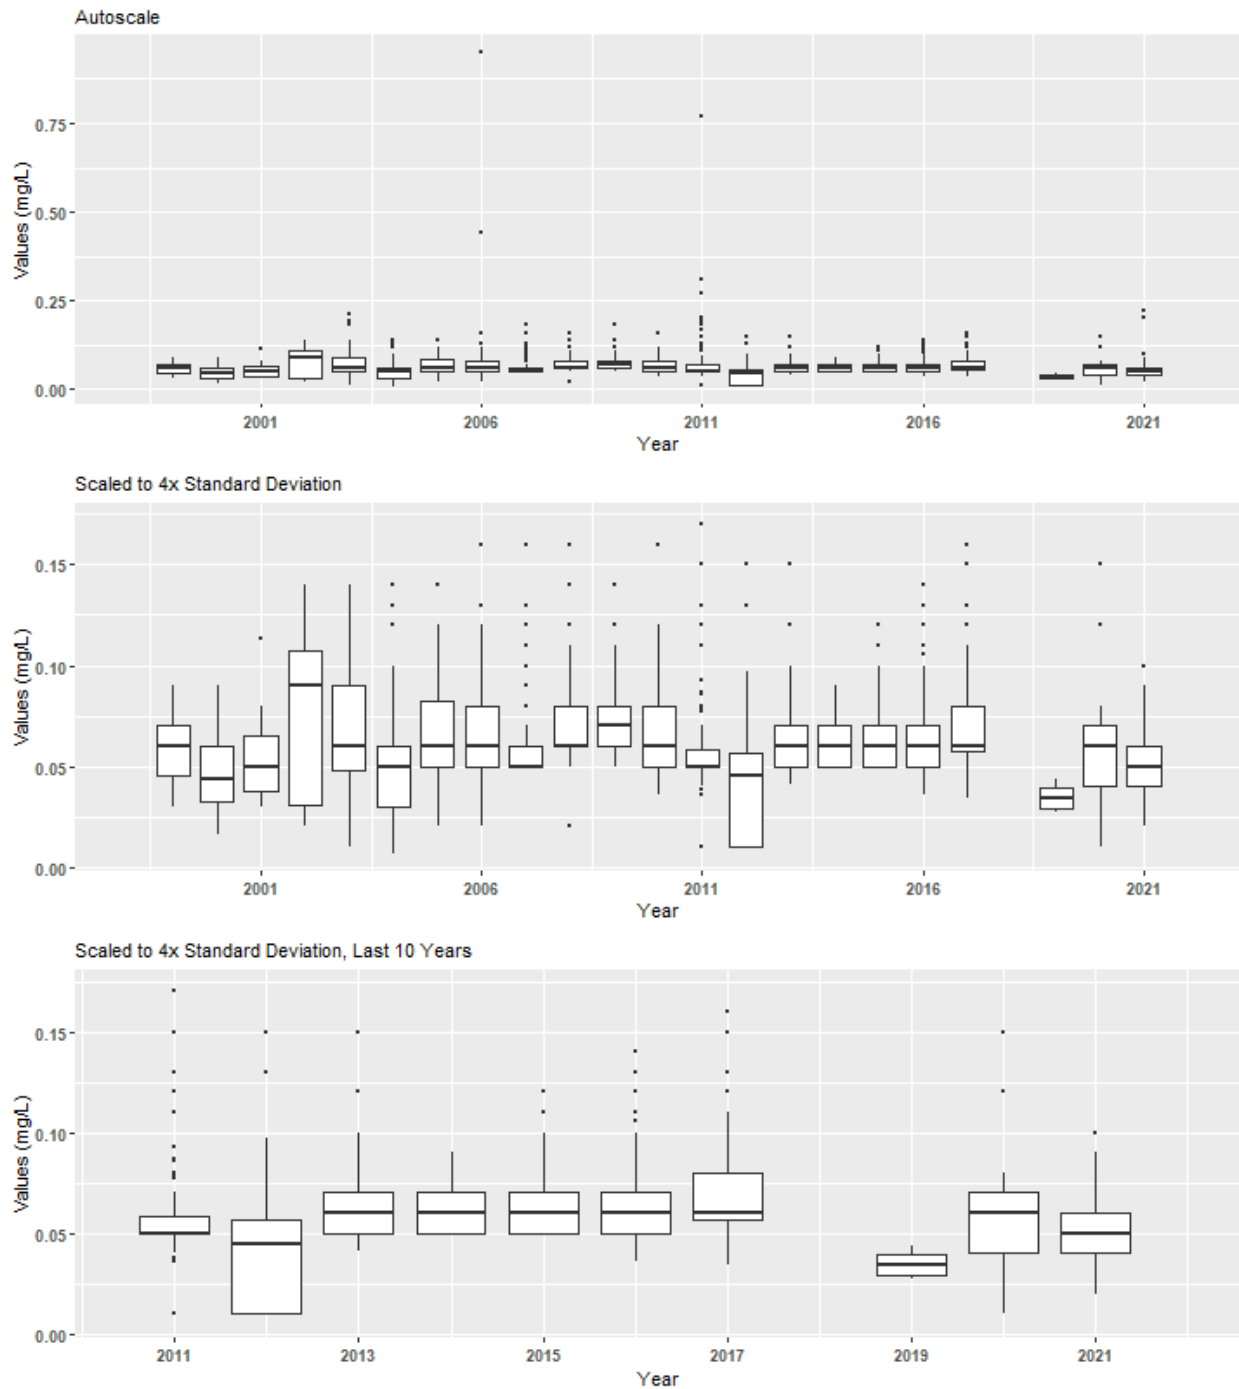 Autoscale
Values (mg/L)
0.75
0.50
0.25
0.00
2001 2006 2011 2016 2021
Year
Scaled to 4x Standard Deviation
Values (mg/L)
0.15
0.10
0.05
0.00
2001 2006 2011 2016 2021
Year
Scaled to 4x Standard Deviation, Last 10 Years
Values (mg/L)
0.15
0.10
0.05
0.00
2011 2013 2015 2017 2019 2021
Year